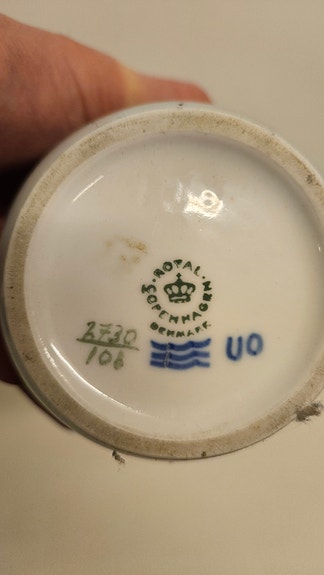 ROYAL
COPENHAGEN
DENMARK
2730
106
UO